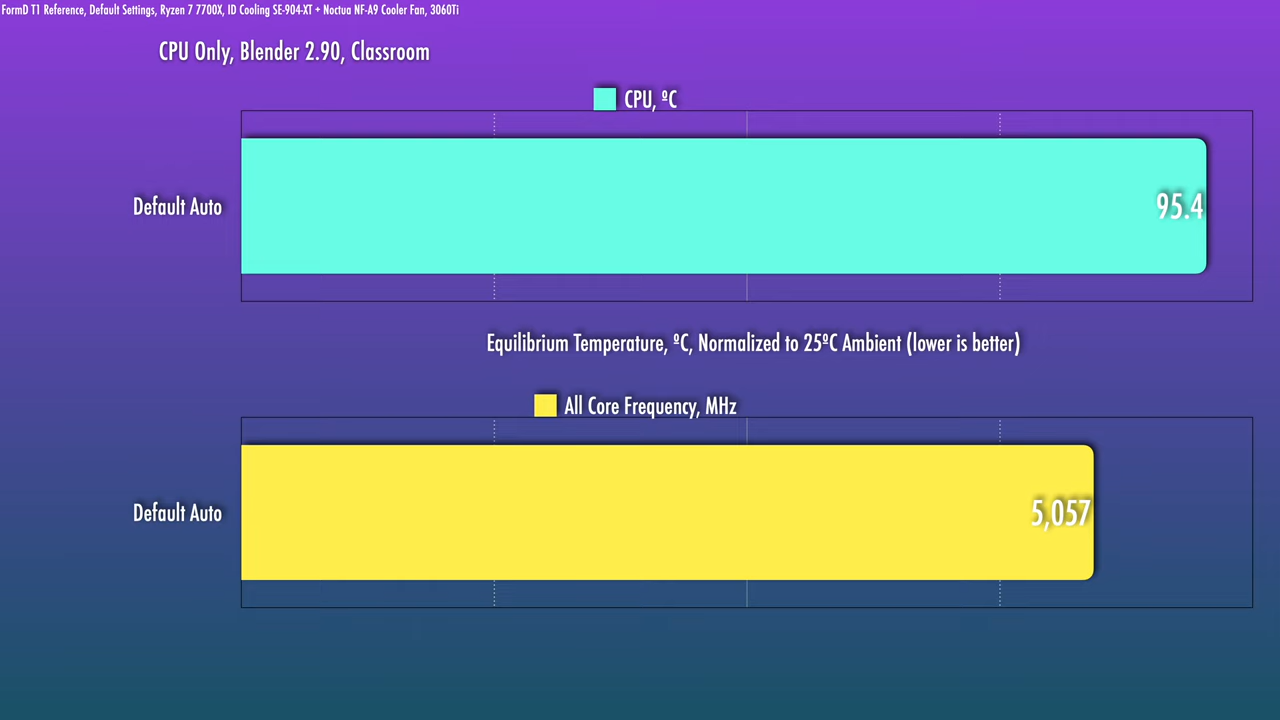 FormD T1 Reference, Default Settings, Ryzen 7 7700X, ID Cooling SE-904-XT + Noctua NF-A9 Cooler Fan, 3060Ti
CPU Only, Blender 2.90, Classroom
CPU, ºC
Default Auto
95.4
Equilibrium Temperature, ºC, Normalized to 25ºC Ambient (lower is better)
All Core Frequency, MHz
Default Auto
5,057